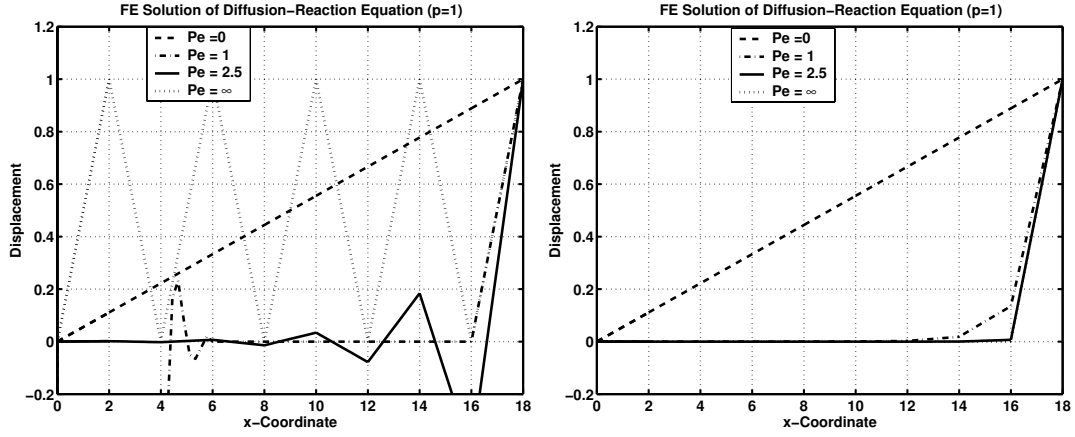 FE Solution of Diffusion−Reaction Equation (p=1)
1.2
1
0.8
0.6
0.4
0.2
0
−0.2
Displacement
Pe =0
Pe = 1
Pe = 2.5
Pe = ∞
0 2 4 6 8 10 12 14 16 18
x−Coordinate
FE Solution of Diffusion−Reaction Equation (p=1)
1.2
1
0.8
0.6
0.4
0.2
0
−0.2
Displacement
Pe =0
Pe = 1
Pe = 2.5
Pe = ∞
0 2 4 6 8 10 12 14 16 18
x−Coordinate